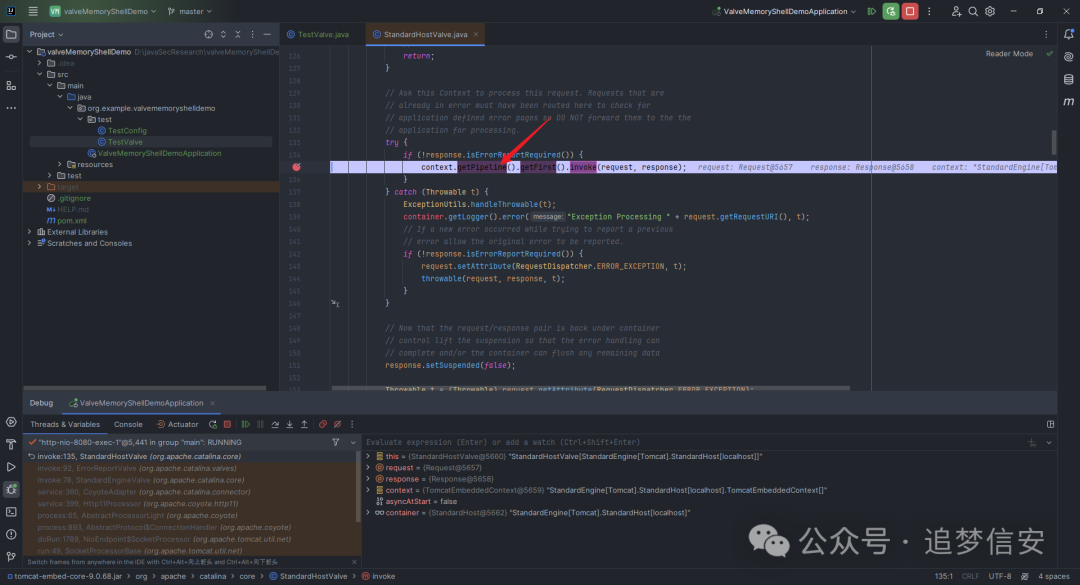 VM valveMemoryShellDemo master ValveMemoryShellDemoApplication
Project
TestValve.java StandardHostValve.java
valveMemoryShellDemo D:\javaSecResearch\valveMemoryShellDe
.idea
src
main
java
org.example.valvememoryshelldemo
test
TestConfig
TestValve
ValveMemoryShellDemoApplication
resources
test
target
.gitignore
M↓ HELP.md
m pom.xml
External Libraries
Scratches and Consoles
Reader Mode
126 return;
127 }
128
129 // Ask this Context to process this request. Requests that are
130 // already in error must have been routed here to check for
131 // application defined error pages so DO NOT forward them to the the
132 // application for processing.
133 try {
134 if (!response.isErrorReportRequired()) {
context.getPipeline().getFirst().invoke(request, response); request: Request@5657 response: Response@5658 context: "StandardEngine[Tom
136 }
137 } catch (Throwable t) {
138 ExceptionUtils.handleThrowable(t);
139 container.getLogger().error( message: "Exception Processing " + request.getRequestURI(), t);
140 // If a new error occurred while trying to report a previous
141 // error allow the original error to be reported.
142 if (!response.isErrorReportRequired()) {
143 request.setAttribute(RequestDispatcher.ERROR_EXCEPTION, t);
144 throwable(request, response, t);
145 }
146 }
147
148 // Now that the request/response pair is back under container
149 // control lift the suspension so that the error handling can
150 // complete and/or the container can flush any remaining data
151 response.setSuspended(false);
152
153 Throwable t = (Throwable) request.getAttribute(RequestDispatcher.ERROR_EXCEPTION);
Debug ValveMemoryShellDemoApplication
Threads & Variables Console Actuator
"http-nio-8080-exec-1"@5,441 in group "main": RUNNING
invoke:135, StandardHostValve (org.apache.catalina.core)
invoke:92, ErrorReportValve (org.apache.catalina.valves)
invoke:78, StandardEngineValve (org.apache.catalina.core)
service:360, CoyoteAdapter (org.apache.catalina.connector)
service:399, Http11Processor (org.apache.coyote.http11)
process:65, AbstractProcessorLight (org.apache.coyote)
process:893, AbstractProtocol$ConnectionHandler (org.apache.coyote)
doRun:1789, NioEndpoint$SocketProcessor (org.apache.tomcat.util.net)
run:49, SocketProcessorBase (org.apache.tomcat.util.net)
Switch frames from anywhere in the IDE with Ctrl+Alt+向上箭头 and Ctrl+Alt+向下箭头
Evaluate expression (Enter) or add a watch (Ctrl+Shift+Enter)
this = {StandardHostValve@5660} "StandardValve[StandardEngine[Tomcat].StandardHost[localhost]]"
request = {Request@5657}
response = {Response@5658}
context = {TomcatEmbeddedContext@5659} "StandardEngine[Tomcat].StandardHost[localhost].TomcatEmbeddedContext[]"
asyncAtStart = false
container = {StandardHost@5662} "StandardEngine[Tomcat].StandardHost[localhost]"
公众号 · 追梦信安
tomcat-embed-core-9.0.68.jar > org > apache > catalina > core > StandardHostValve > invoke 135:1 CRLF UTF-8 4 spaces